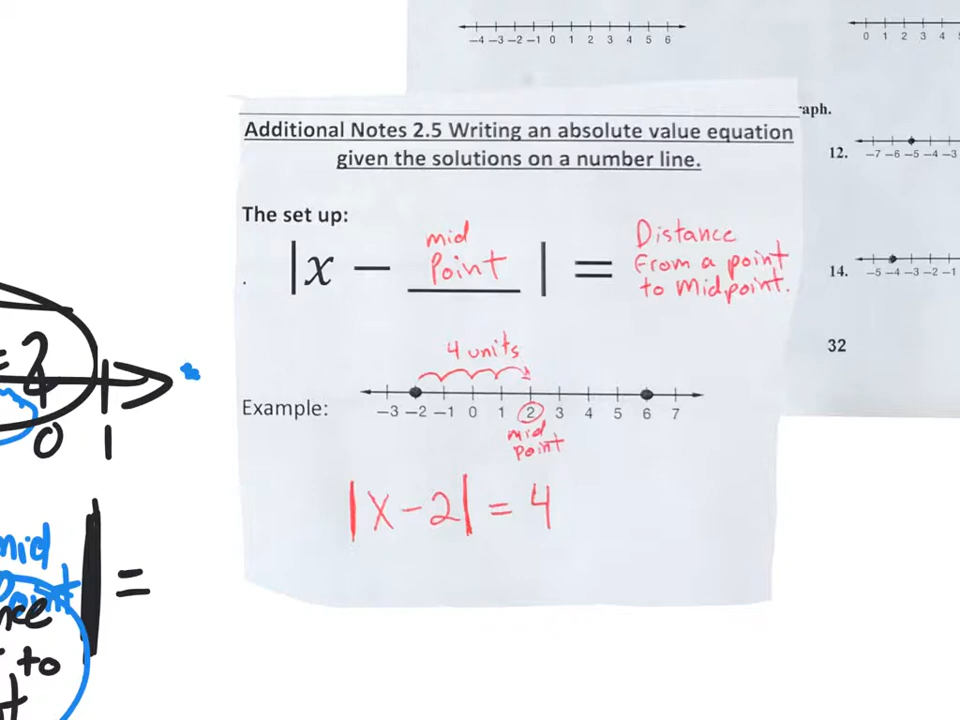 -4 -3 -2 -1 0 1 2 3 4 5 6
0 1 2 3 4
Additional Notes 2.5 Writing an absolute value equation
given the solutions on a number line.
raph.
12.
-7 -6 -5 -4 -3
The set up:
. |x − mid point | = Distance
From a point
to midpoint.
14.
-5 -4 -3 -2 -1
32
4 units
Example:
-3 -2 -1 0 1 2 3 4 5 6 7
mid
point
|x-2| = 4
= 2
0 1
mid
point
| =
to